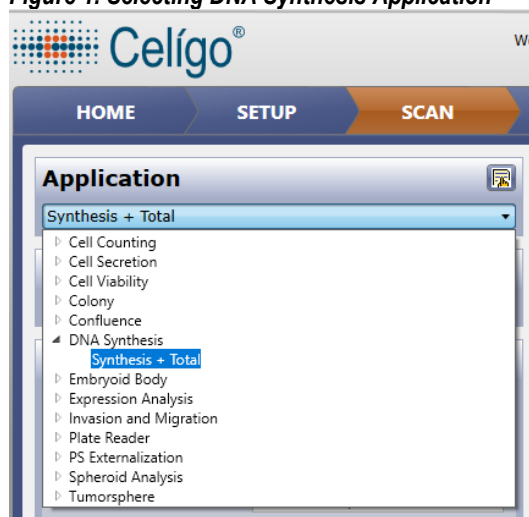 Figure 1. Selecting DNA Synthesis Application
Celígo®
HOME
SETUP
SCAN
Application
Synthesis + Total
Cell Counting
Cell Secretion
Cell Viability
Colony
Confluence
DNA Synthesis
Synthesis + Total
Embryoid Body
Expression Analysis
Invasion and Migration
Plate Reader
PS Externalization
Spheroid Analysis
Tumorsphere